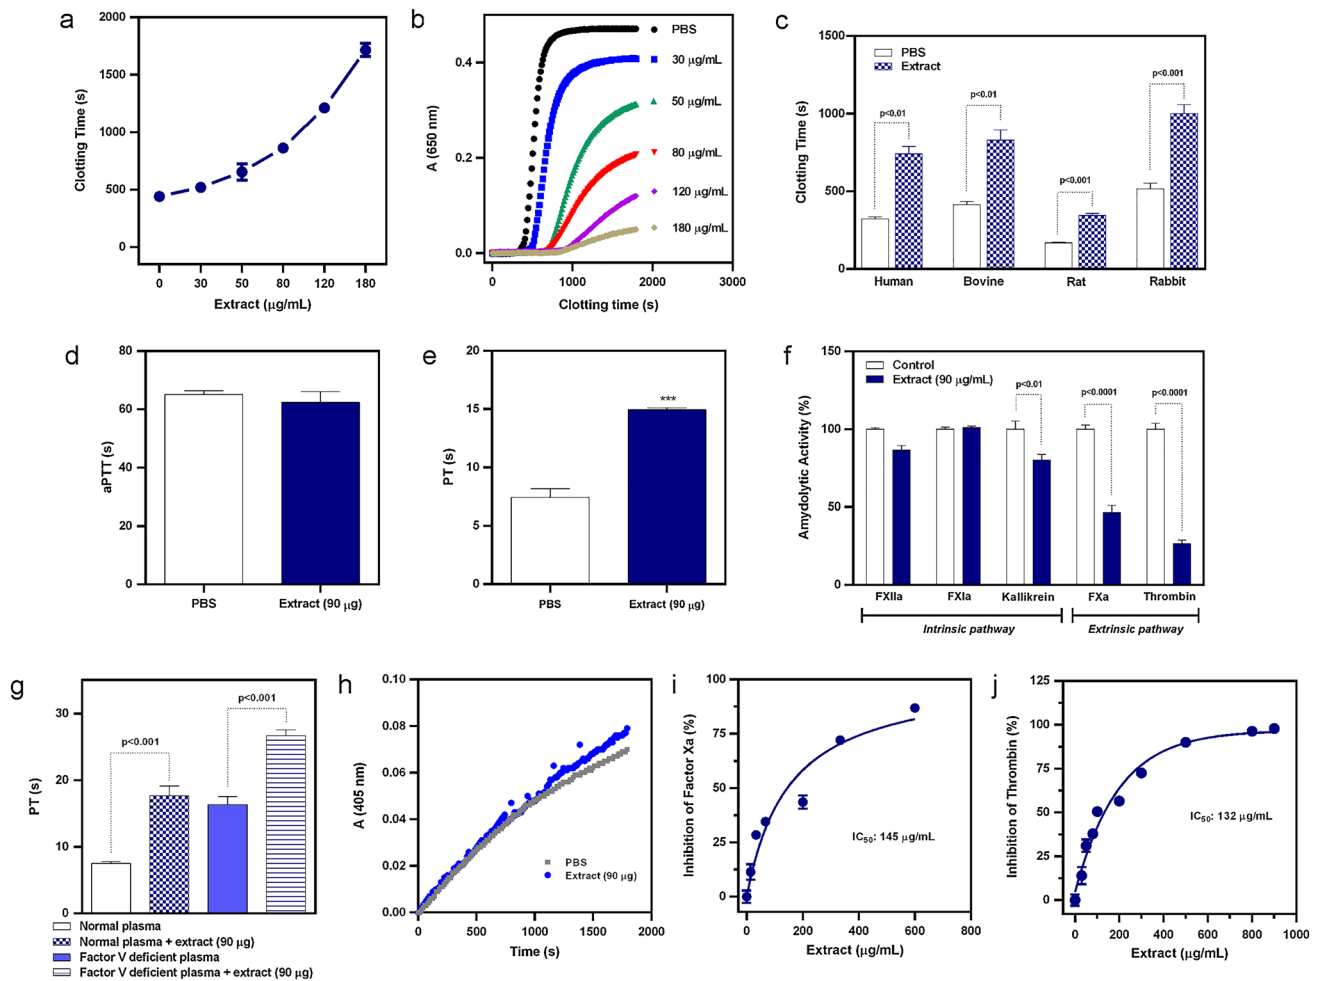 a
2000
1500
1000
500
0
Clotting Time (s)
0 30 50 80 120 180
Extract (μg/mL)
b
0.4
0.2
0.0
A (650 nm)
0 1000 2000 3000
Clotting time (s)
PBS
30 μg/mL
50 μg/mL
80 μg/mL
120 μg/mL
180 μg/mL
c
1500
1000
500
0
Clotting Time (s)
PBS
Extract
p<0.01
p<0.01
p<0.001
p<0.001
Human Bovine Rat Rabbit
d
80
60
40
20
0
aPTT (s)
PBS Extract (90 μg)
e
20
15
10
5
0
PT (s)
***
PBS Extract (90 μg)
f
150
100
50
0
Amydolytic Activity (%)
Control
Extract (90 μg/mL)
p<0.01
p<0.0001
p<0.0001
FXIIa FXIa Kallikrein FXa Thrombin
Intrinsic pathway Extrinsic pathway
g
30
20
10
0
PT (s)
p<0.001
p<0.001
Normal plasma
Normal plasma + extract (90 μg)
Factor V deficient plasma
Factor V deficient plasma + extract (90 μg)
h
0.10
0.08
0.06
0.04
0.02
0.00
A (405 nm)
PBS
Extract (90 μg)
0 500 1000 1500 2000
Time (s)
i
100
75
50
25
0
Inhibition of Factor Xa (%)
IC50: 145 μg/mL
0 200 400 600 800
Extract (μg/mL)
j
125
100
75
50
25
0
Inhibition of Thrombin (%)
IC50: 132 μg/mL
0 200 400 600 800 1000
Extract (μg/mL)